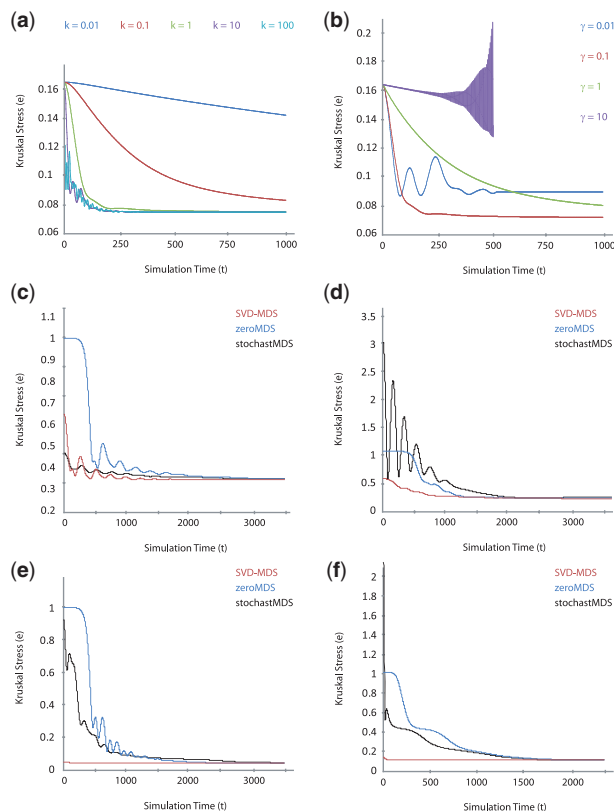 (a)
k = 0.01 k = 0.1 k = 1 k = 10 k = 100
Kruskal Stress (e)
0.16
0.14
0.12
0.10
0.08
0.06
0 250 500 750 1000
Simulation Time (t)
(b)
γ = 0.01
γ = 0.1
γ = 1
γ = 10
Kruskal Stress (e)
0.2
0.18
0.16
0.14
0.12
0.10
0.08
0.06
0 250 500 750 1000
Simulation Time (t)
(c)
SVD-MDS
zeroMDS
stochastMDS
Kruskal Stress (e)
1.1
1
0.9
0.8
0.7
0.6
0.5
0.4
0.3
0.2
0 500 1000 2000 3000
Simulation Time (t)
(d)
SVD-MDS
zeroMDS
stochastMDS
Kruskal Stress (e)
3.5
3
2.5
2
1.5
1
0.5
0
0 500 1000 2000 3000
Simulation Time (t)
(e)
SVD-MDS
zeroMDS
stochastMDS
Kruskal Stress (e)
1
0.8
0.6
0.4
0.2
0
0 500 1000 2000 3000
Simulation Time (t)
(f)
SVD-MDS
zeroMDS
stochastMDS
Kruskal Stress (e)
2
1.8
1.6
1.4
1.2
1
0.8
0.6
0.4
0.2
0
0 500 1000 1500 2000
Simulation Time (t)